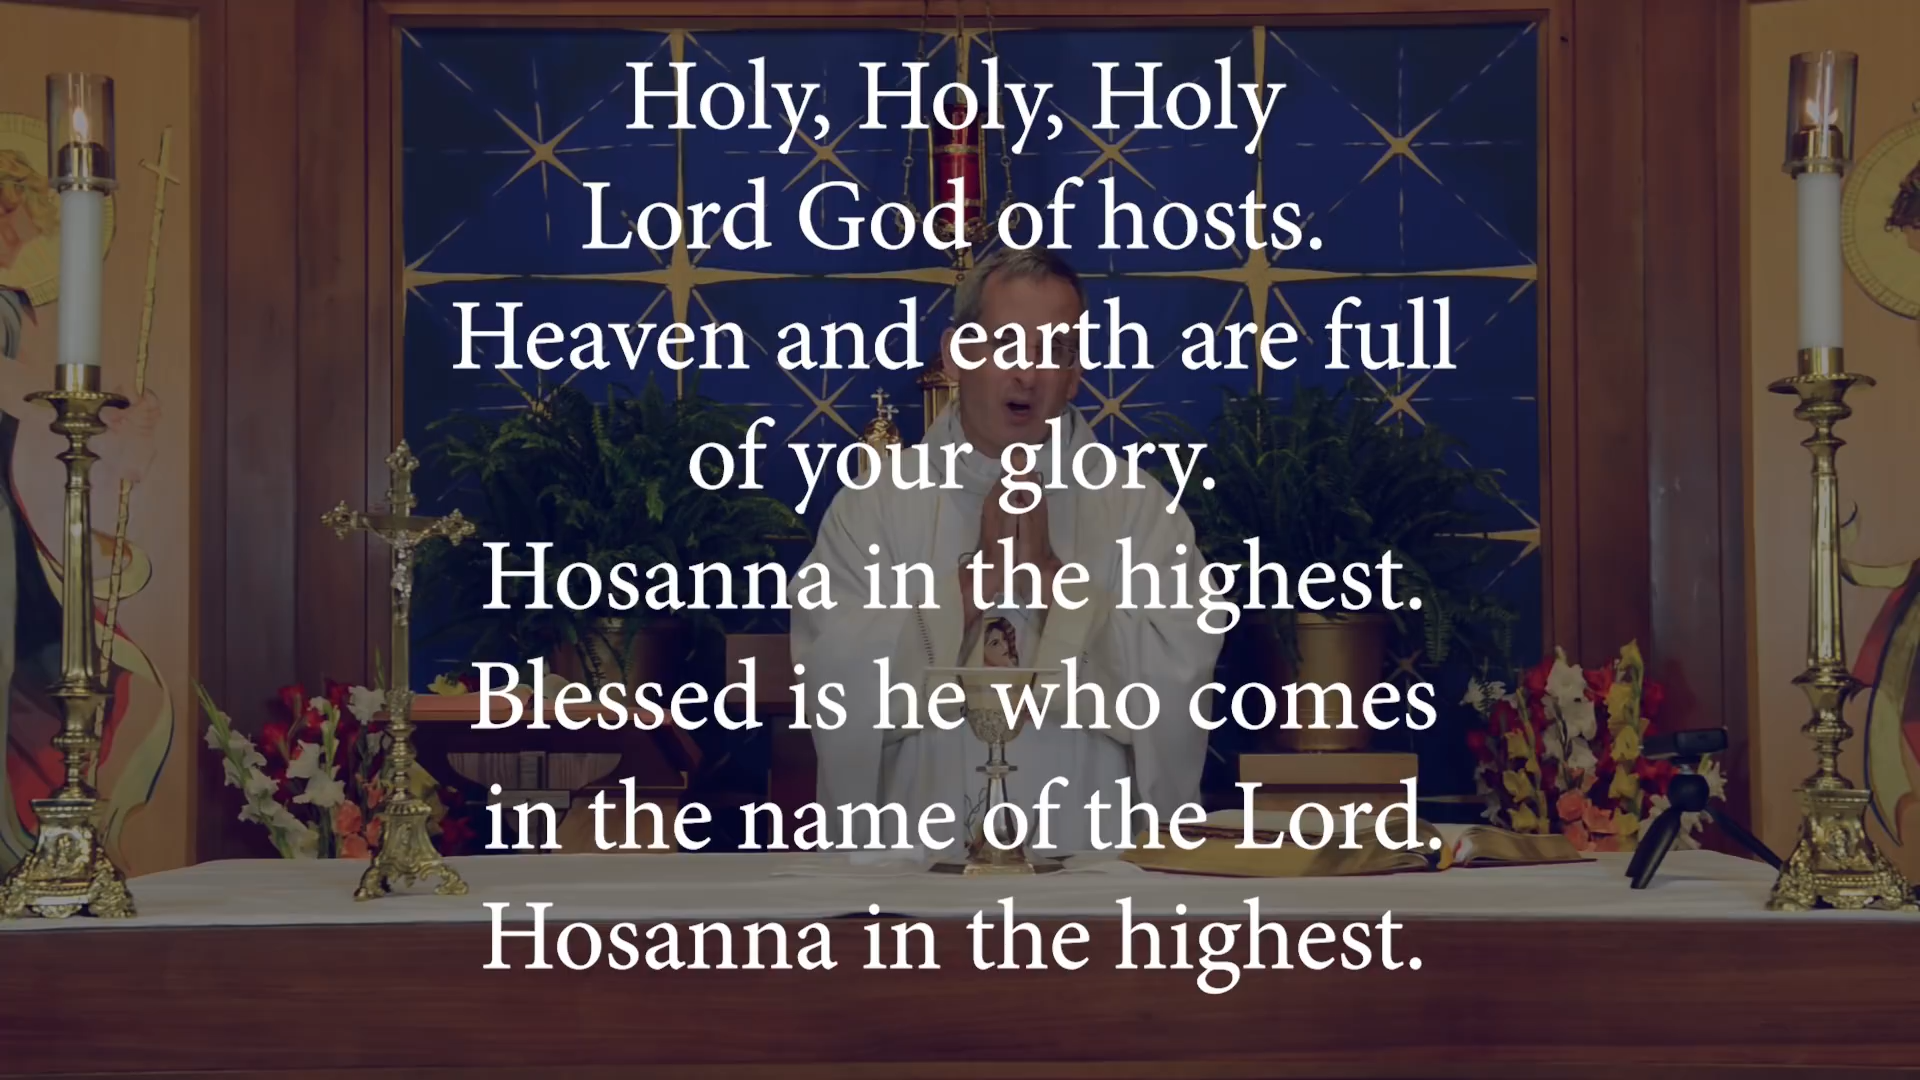 Holy, Holy, Holy
Lord God of hosts.
Heaven and earth are full
of your glory.
Hosanna in the highest.
Blessed is he who comes
in the name of the Lord.
Hosanna in the highest.